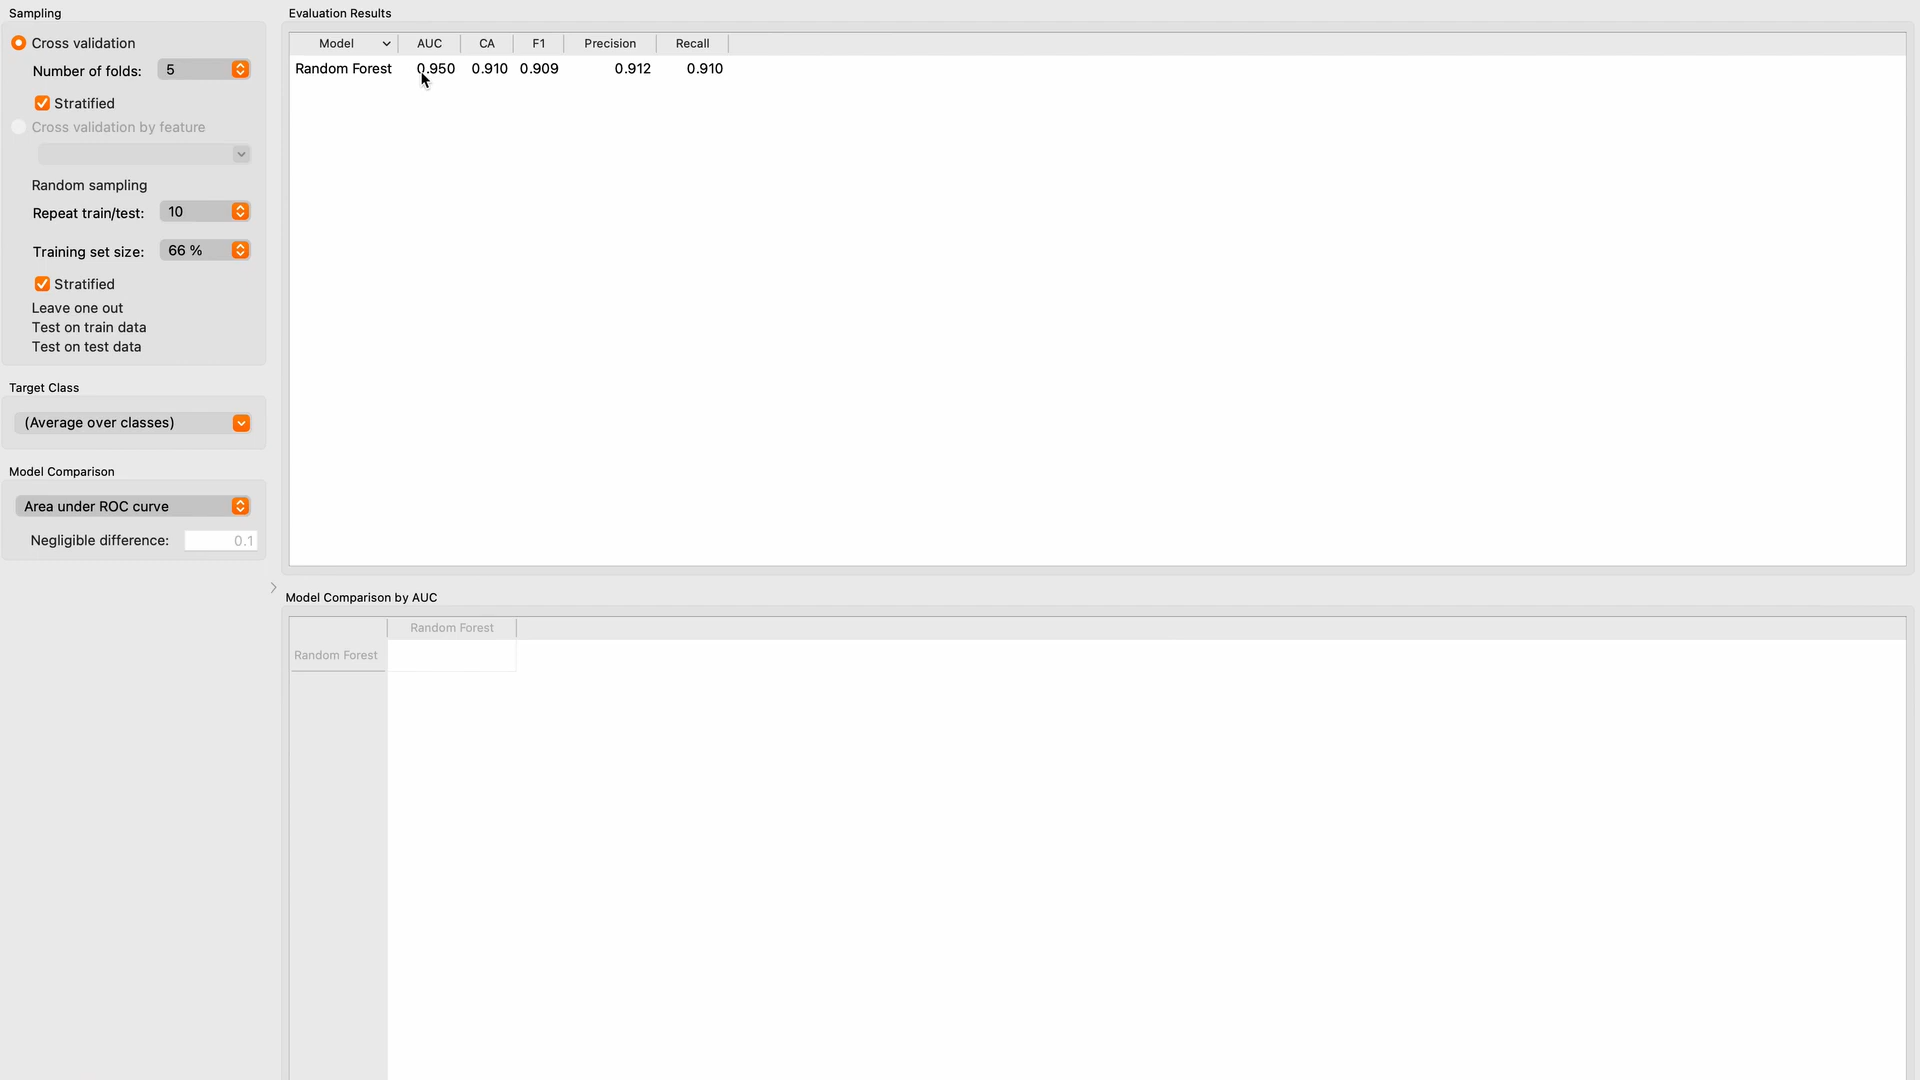 Sampling
Cross validation
Number of folds: 5
Stratified
Cross validation by feature
Random sampling
Repeat train/test: 10
Training set size: 66 %
Stratified
Leave one out
Test on train data
Test on test data
Target Class
(Average over classes)
Model Comparison
Area under ROC curve
Negligible difference: 0.1
Evaluation Results
Model AUC CA F1 Precision Recall
Random Forest 0.950 0.910 0.909 0.912 0.910
Model Comparison by AUC
Random Forest
Random Forest